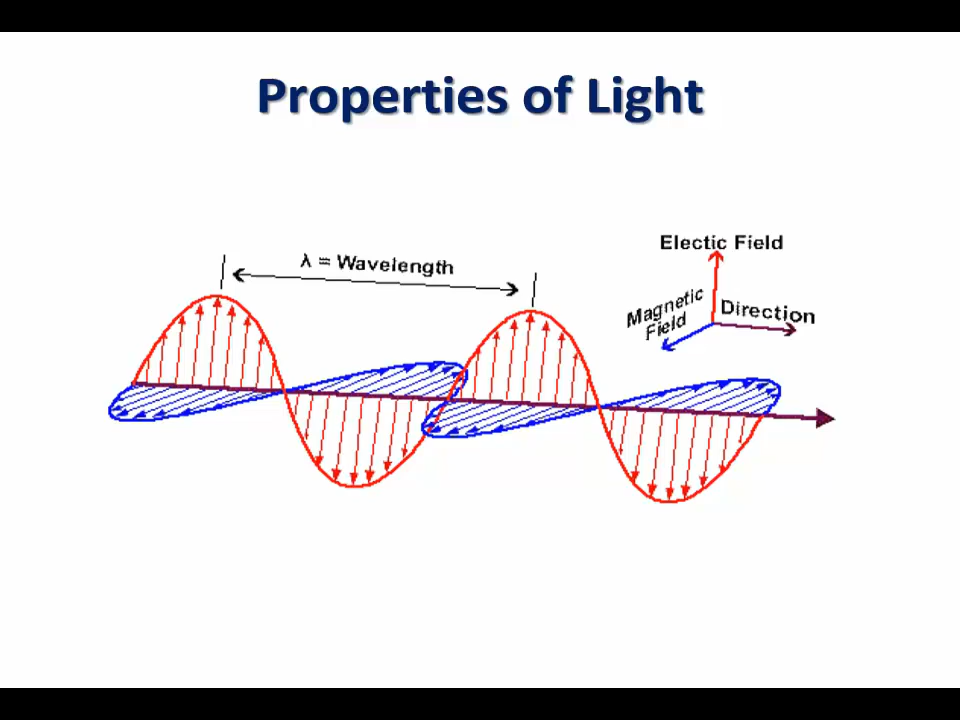 Properties of Light
λ = Wavelength
Electic Field
Magnetic
Field
Direction